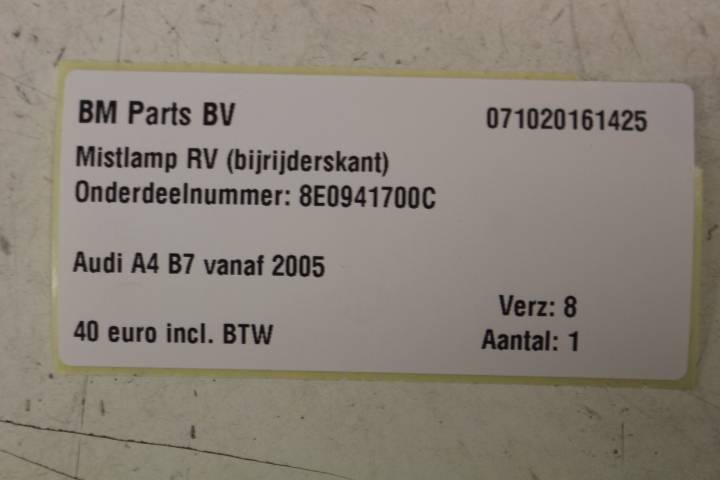 BM Parts BV 071020161425
Mistlamp RV (bijrijderskant)
Onderdeelnummer: 8E0941700C
Audi A4 B7 vanaf 2005
Verz: 8
40 euro incl. BTW Aantal: 1